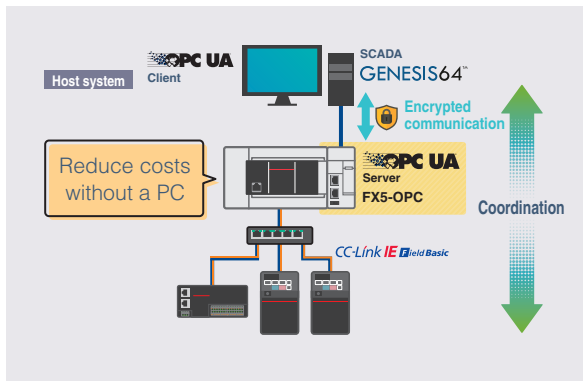 Host system
OPC UA
Client
SCADA
GENESIS64™
Encrypted
communication
Reduce costs
without a PC
OPC UA
Server
FX5-OPC
Coordination
CC-Link IE Field Basic